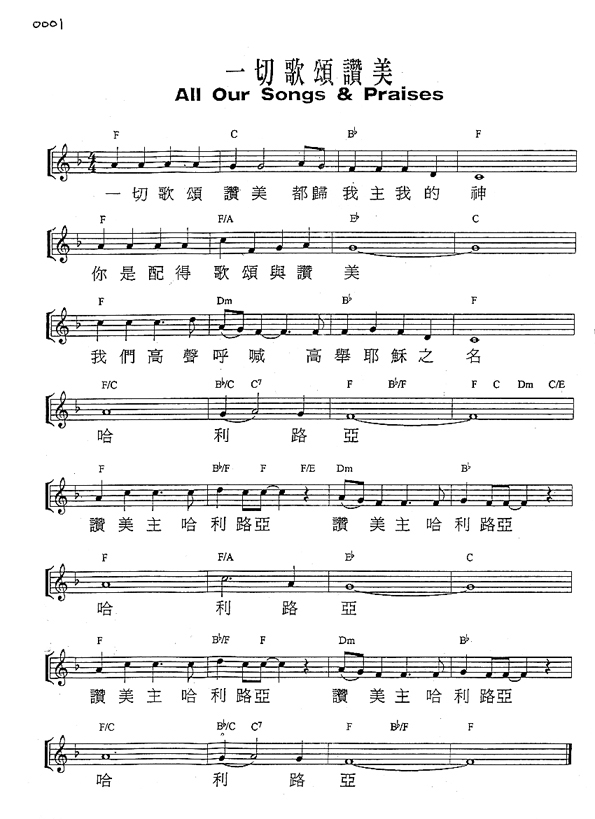 0001
一切歌頌讚美
All Our Songs & Praises
F C B♭ F
4/4
一切歌頌 讚美 都歸 我主我的 神
F F/A E♭ C
你是配得 歌頌與讚 美
F Dm B♭ F
我們高聲呼喊 高舉耶穌之名
F/C B♭/C C7 F B♭/F F C Dm C/E
哈 利 路 亞
F B♭/F F F/E Dm B♭
讚美主哈利路亞 讚美主哈利路亞
F F/A E♭ C
哈 利 路 亞
F B♭/F F Dm B♭
讚美主哈利路亞 讚美主哈利路亞
F/C B♭/C C7 F B♭/F F
哈 利 路 亞